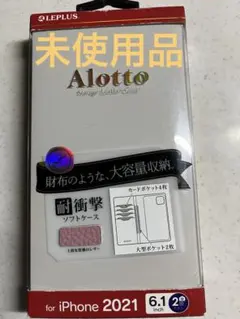 LEPLUS
未使用品
Alotto
財布のような、大容量収納。
カードポケット4枚
耐衝撃
ソフトケース
大型ポケット2枚
for iPhone 2021
6.1 inch 2